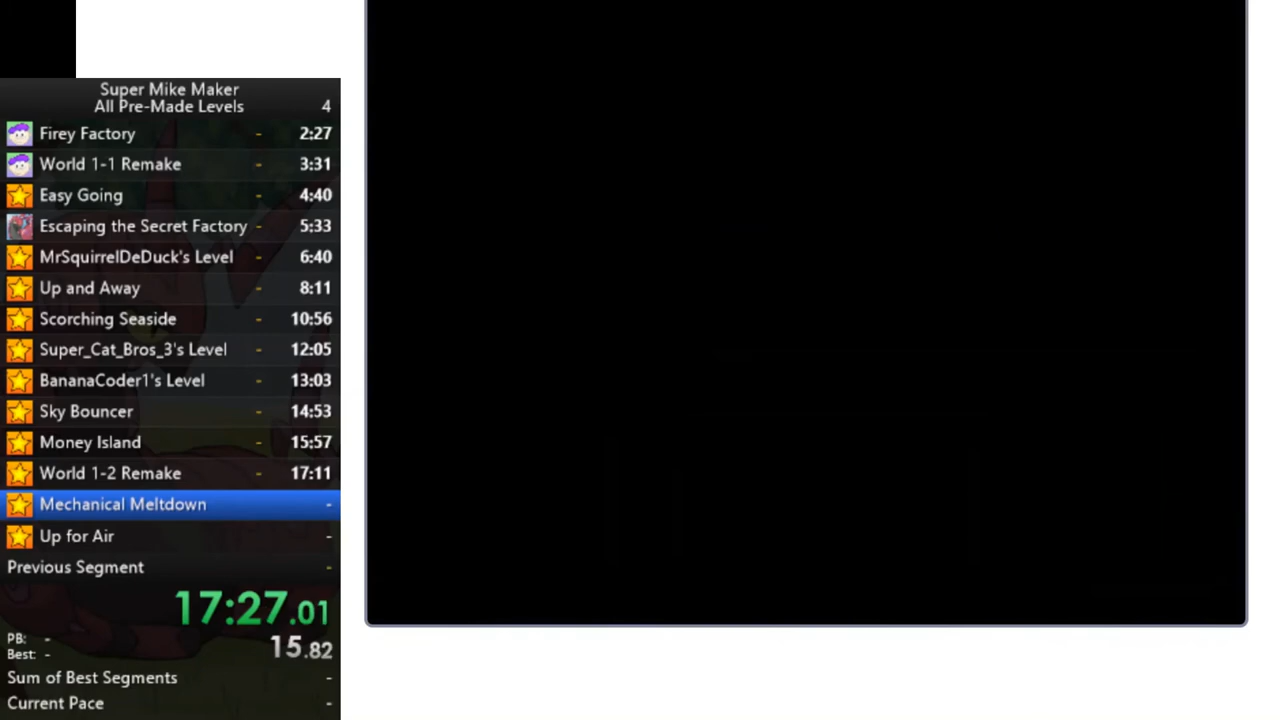 Super Mike Maker
All Pre-Made Levels 4
Firey Factory - 2:27
World 1-1 Remake - 3:31
Easy Going - 4:40
Escaping the Secret Factory - 5:33
MrSquirrelDeDuck's Level - 6:40
Up and Away - 8:11
Scorching Seaside - 10:56
Super_Cat_Bros_3's Level - 12:05
BananaCoder1's Level - 13:03
Sky Bouncer - 14:53
Money Island - 15:57
World 1-2 Remake - 17:11
Mechanical Meltdown -
Up for Air -
Previous Segment -
17:27.01
PB: -
Best: -
15.82
Sum of Best Segments -
Current Pace -